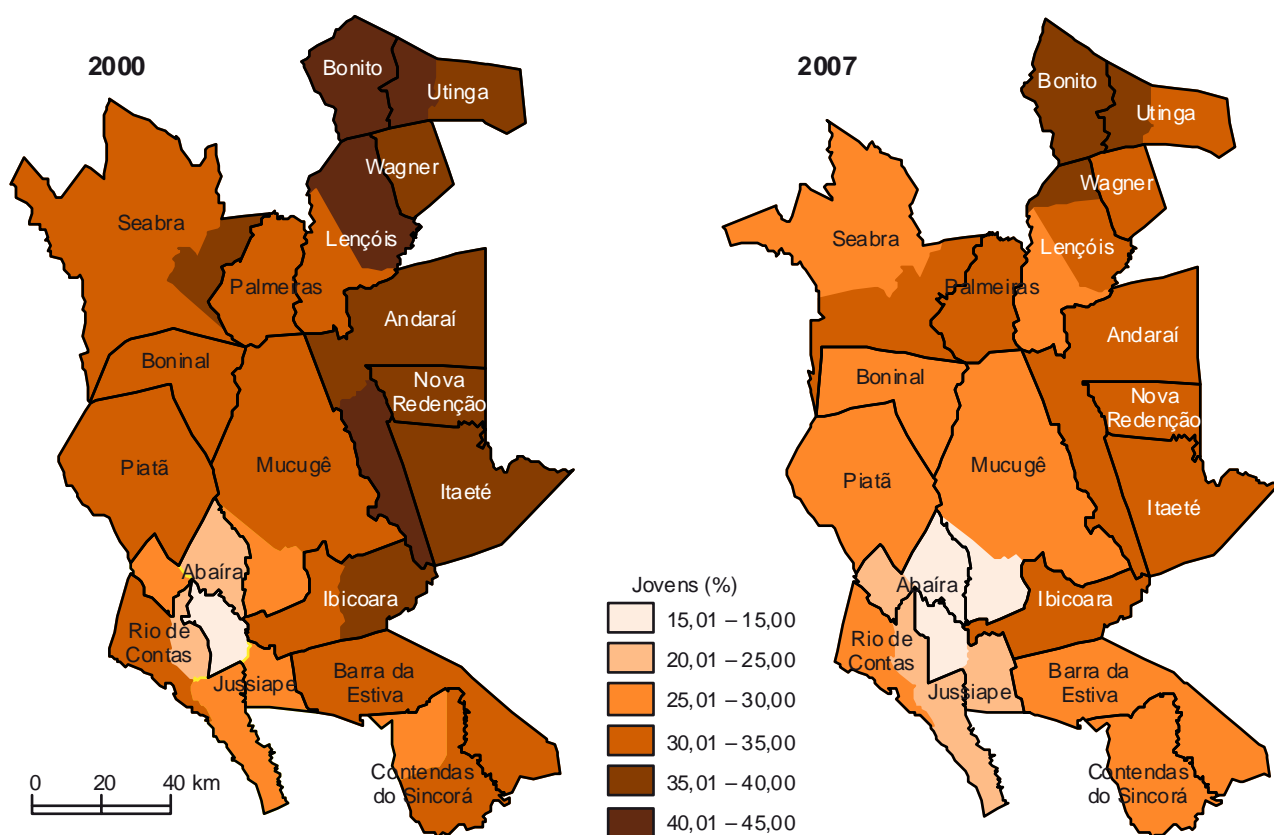 2000
Bonito
Utinga
Wagner
Seabra
Lençóis
Palmeiras
Andaraí
Boninal
Nova
Redenção
Piatã
Mucugê
Itaeté
Abaíra
Ibicoara
Rio de
Contas
Jussiape
Barra da
Estiva
Contendas
do Sincorá
0 20 40 km
Jovens (%)
15,01 – 15,00
20,01 – 25,00
25,01 – 30,00
30,01 – 35,00
35,01 – 40,00
40,01 – 45,00
2007
Bonito
Utinga
Wagner
Seabra
Lençóis
Palmeiras
Andaraí
Boninal
Nova
Redenção
Piatã
Mucugê
Itaeté
Abaíra
Ibicoara
Rio de
Contas
Jussiape
Barra da
Estiva
Contendas
do Sincorá